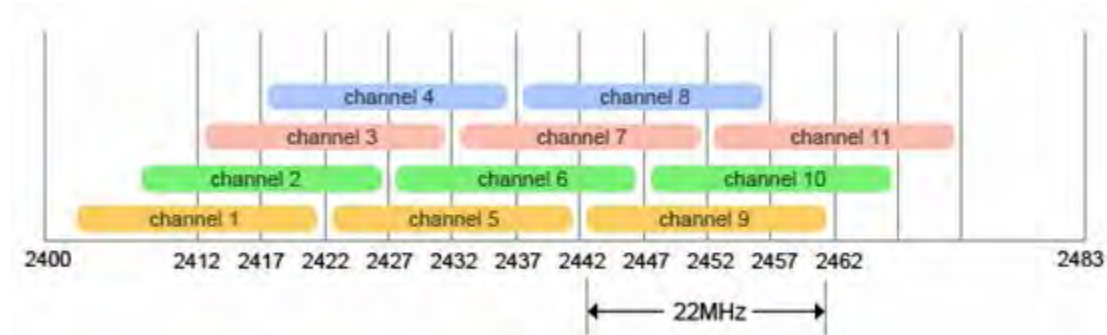 channel 4 channel 8
channel 3 channel 7 channel 11
channel 2 channel 6 channel 10
channel 1 channel 5 channel 9
2400 2412 2417 2422 2427 2432 2437 2442 2447 2452 2457 2462 2483
22MHz